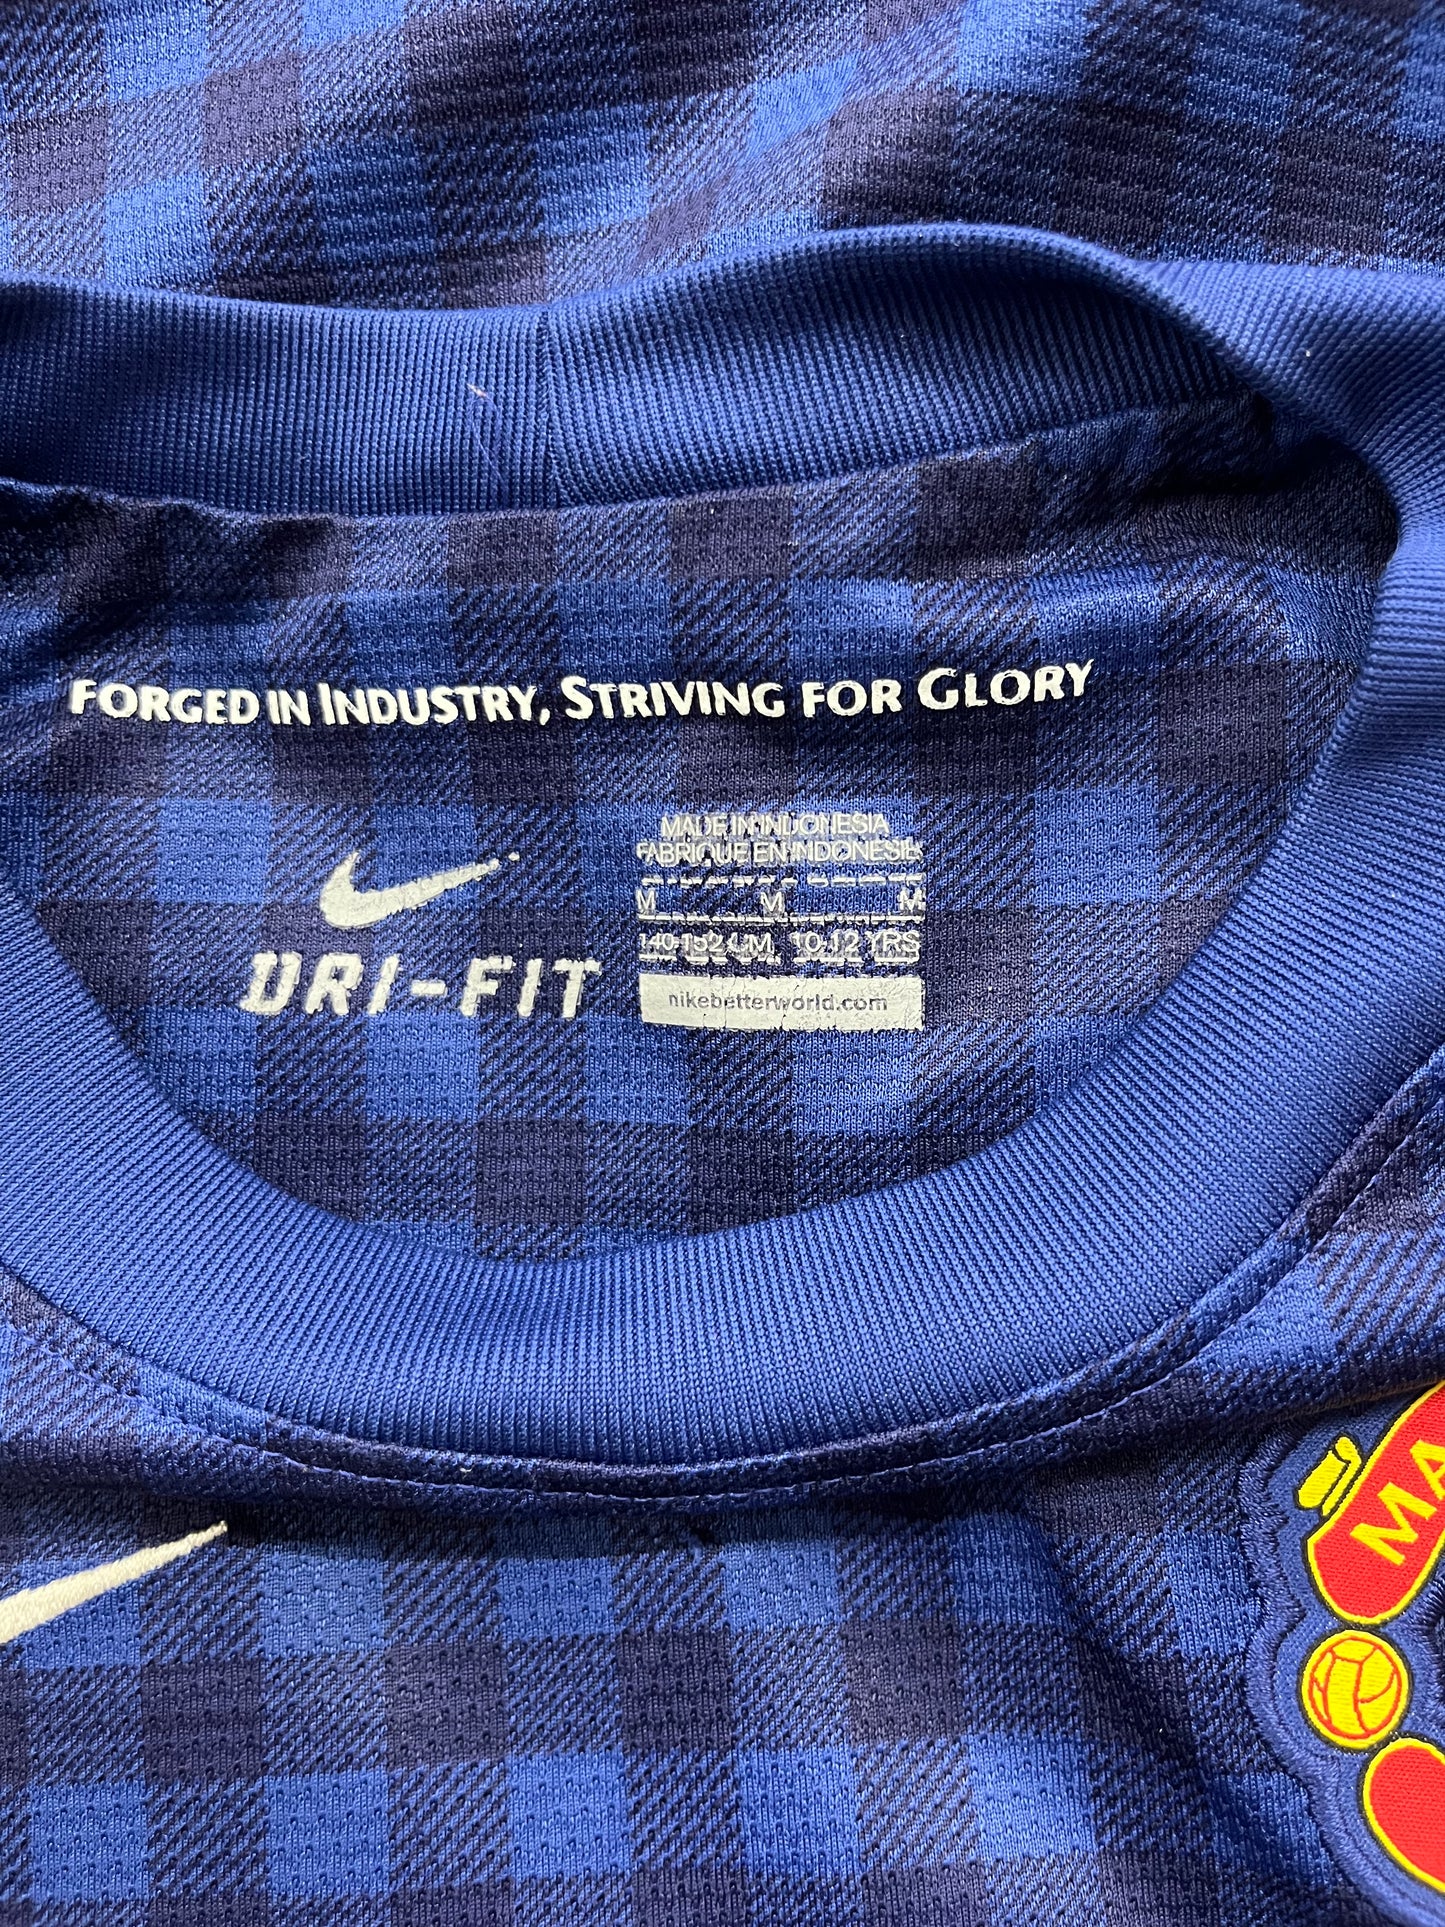 FORGED IN INDUSTRY, STRIVING FOR GLORY
MADE IN INDONESIA
FABRIQUE EN INDONESIE
M M M
140-152 CM, 10-12 YRS
DRI-FIT
nikebetterworld.com
MA